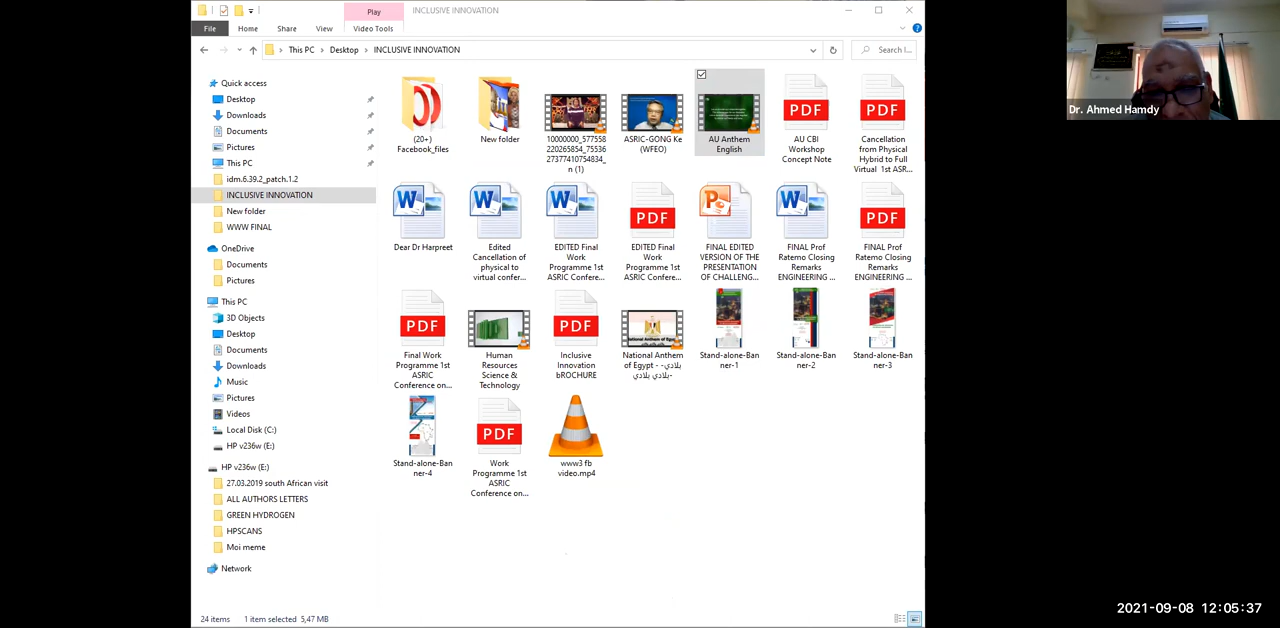 Play
INCLUSIVE INNOVATION
File
Home
Share
View
Video Tools
This PC
Desktop
INCLUSIVE INNOVATION
Search I...
Quick access
Desktop
Downloads
Documents
Pictures
This PC
idm.6.39.2_patch.1.2
INCLUSIVE INNOVATION
New folder
WWW FINAL
OneDrive
Documents
Pictures
This PC
3D Objects
Desktop
Documents
Downloads
Music
Pictures
Videos
Local Disk (C:)
HP v236w (E:)
HP v236w (E:)
27.03.2019 south African visit
ALL AUTHORS LETTERS
GREEN HYDROGEN
HPSCANS
Moi meme
Network
(20+)
Facebook_files
New folder
10000000_577558
220265854_75536
27377410754834_
n (1)
ASRIC-GONG Ke
(WFEO)
AU Anthem
English
PDF
AU CBI
Workshop
Concept Note
PDF
Cancellation
from Physical
Hybrid to Full
Virtual 1st ASR...
Dear Dr Harpreet
Edited
Cancellation of
physical to
virtual confer...
EDITED Final
Work
Programme 1st
ASRIC Confere...
PDF
EDITED Final
Work
Programme 1st
ASRIC Confere...
FINAL EDITED
VERSION OF THE
PRESENTATION
OF CHALLENG...
FINAL Prof
Ratemo Closing
Remarks
ENGINEERING ...
PDF
FINAL Prof
Ratemo Closing
Remarks
ENGINEERING ...
PDF
Final Work
Programme 1st
ASRIC
Conference on...
Human
Resources
Science &
Technology
PDF
Inclusive
Innovation
bROCHURE
National Anthem
of Egypt - بلادي-
بلادي بلادي-
Stand-alone-Ban
ner-1
Stand-alone-Ban
ner-2
Stand-alone-Ban
ner-3
Stand-alone-Ban
ner-4
PDF
Work
Programme 1st
ASRIC
Conference on...
www3 fb
video.mp4
24 items
1 item selected 5,47 MB
Dr. Ahmed Hamdy
2021-09-08 12:05:37